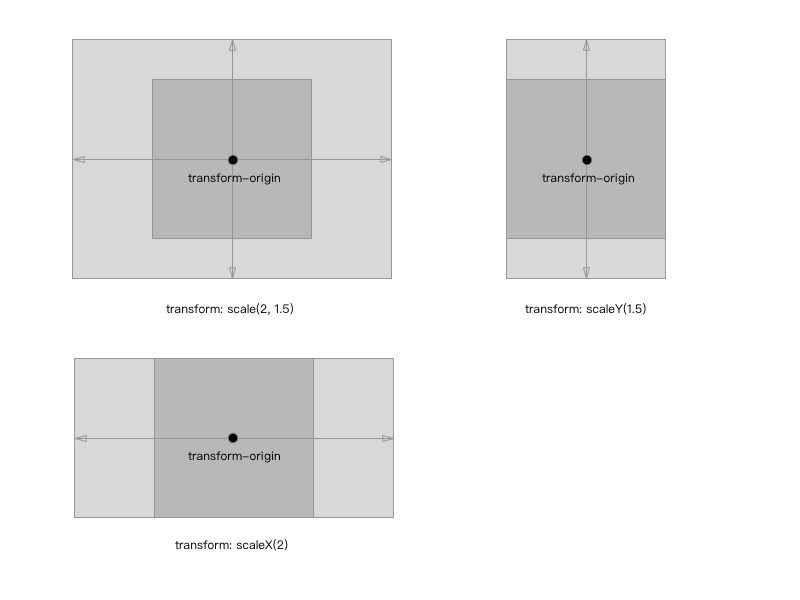 transform-origin
transform-origin
transform: scale(2, 1.5)
transform: scaleY(1.5)
transform-origin
transform: scaleX(2)